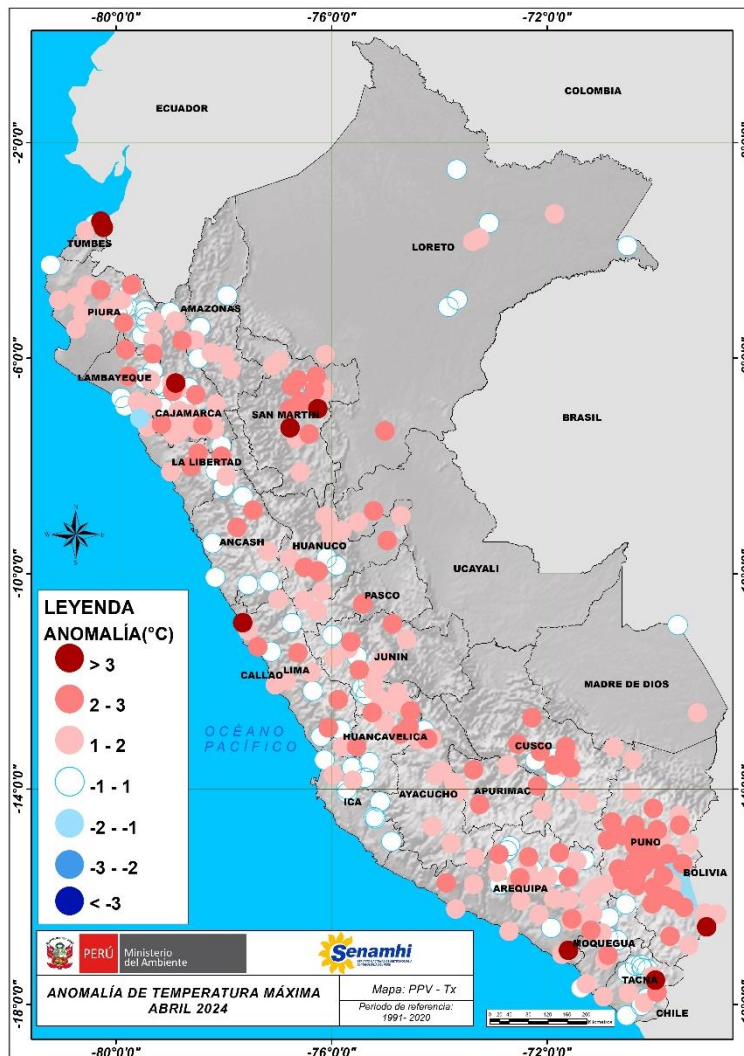 -80°0'0"
-76°0'0"
-72°0'0"
ECUADOR
COLOMBIA
-2°0'0"
TUMBES
LORETO
PIURA
AMAZONAS
-6°0'0"
LAMBAYEQUE
CAJAMARCA
SAN MARTIN
BRASIL
LA LIBERTAD
N
W
E
S
ANCASH
HUANUCO
-10°0'0"
UCAYALI
PASCO
LEYENDA
ANOMALÍA(°C)
> 3
2 - 3
1 - 2
-1 - 1
-2 - -1
-3 - -2
< -3
JUNIN
CALLAO
LIMA
MADRE DE DIOS
OCÉANO
PACÍFICO
HUANCAVELICA
CUSCO
-14°0'0"
ICA
AYACUCHO
APURIMAC
PUNO
BOLIVIA
AREQUIPA
MOQUEGUA
TACNA
CHILE
-18°0'0"
PERÚ
Ministerio
del Ambiente
Senamhi
ANOMALÍA DE TEMPERATURA MÁXIMA
ABRIL 2024
Mapa: PPV - Tx
Periodo de referencia:
1991- 2020
-80°0'0"
-76°0'0"
-72°0'0"